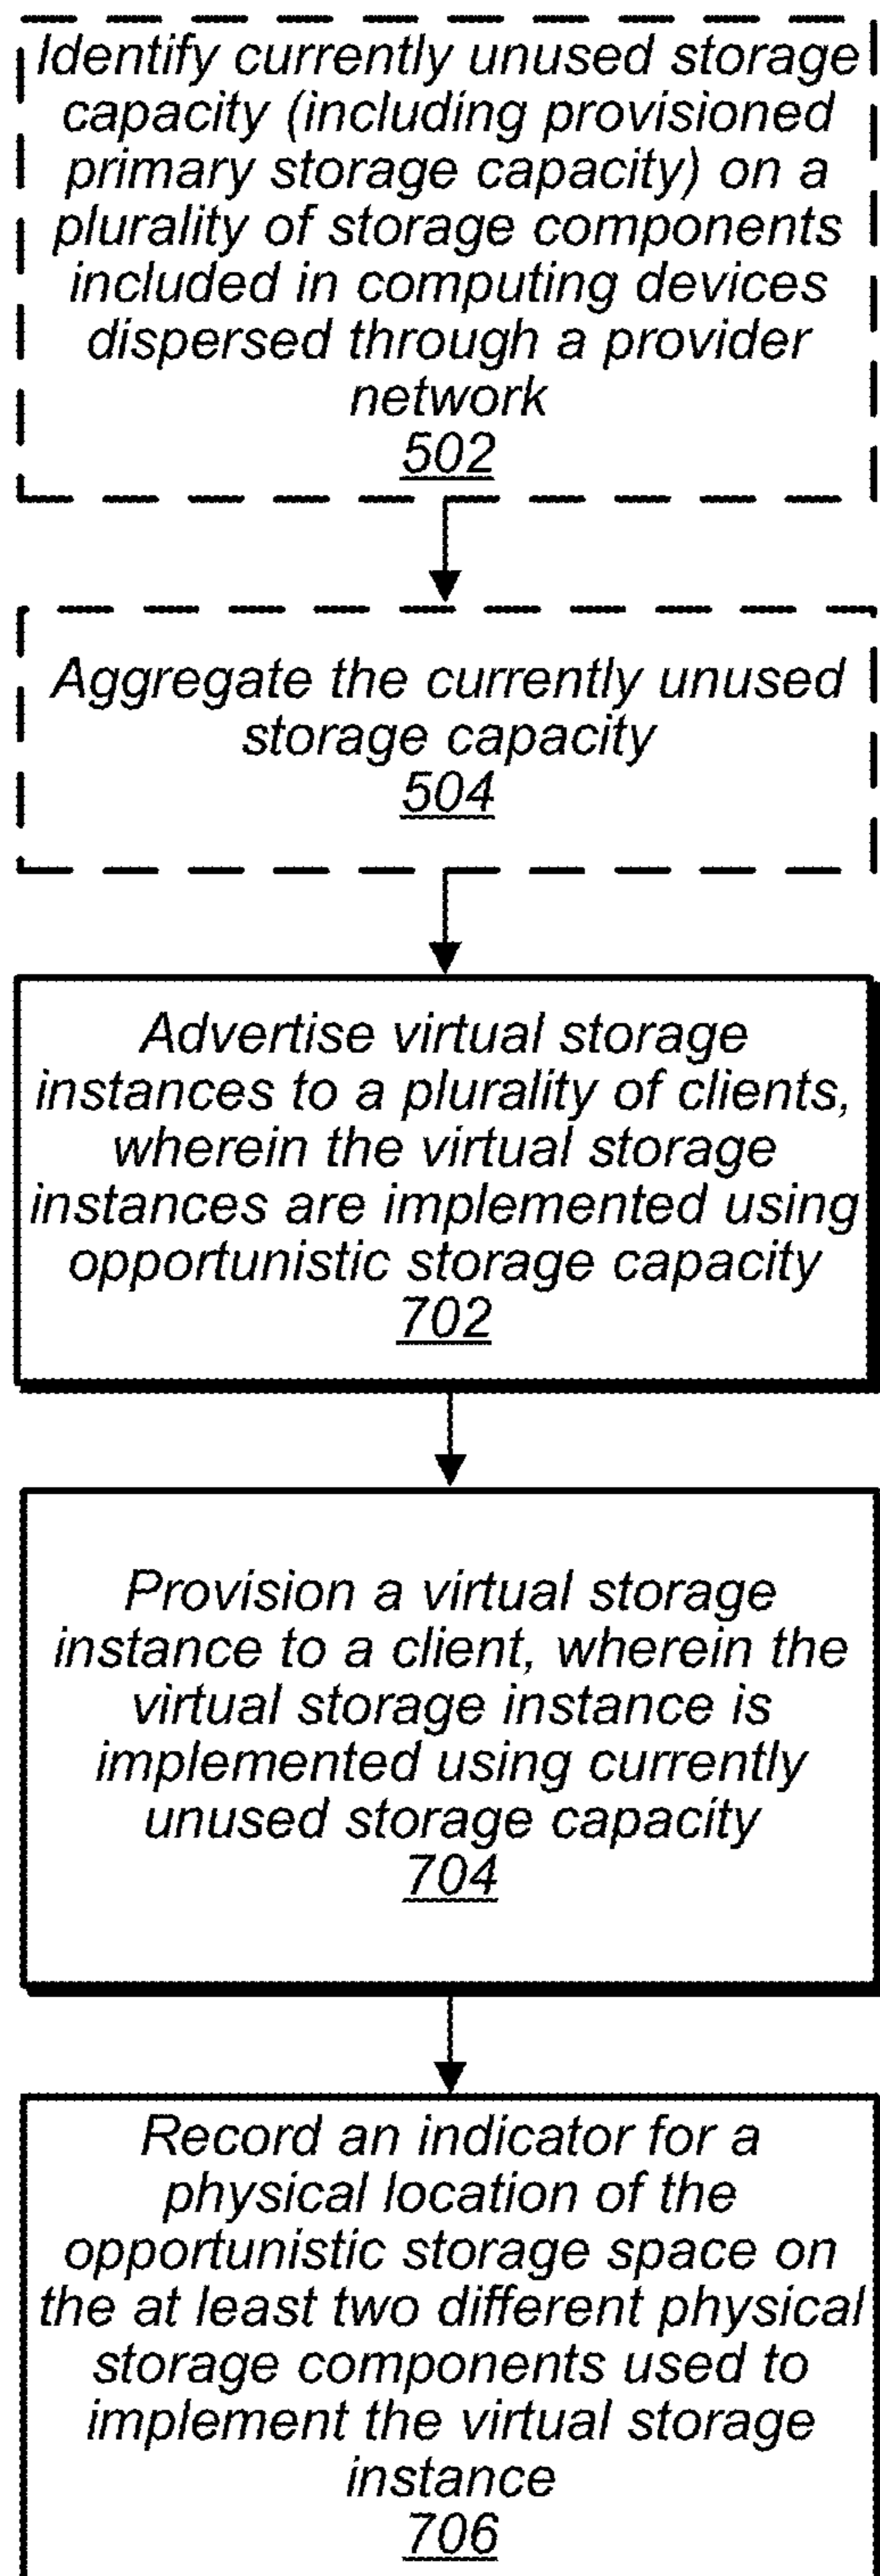 Identify currently unused storage
capacity (including provisioned
primary storage capacity) on a
plurality of storage components
included in computing devices
dispersed through a provider
network
502
Aggregate the currently unused
storage capacity
504
Advertise virtual storage
instances to a plurality of clients,
wherein the virtual storage
instances are implemented using
opportunistic storage capacity
702
Provision a virtual storage
instance to a client, wherein the
virtual storage instance is
implemented using currently
unused storage capacity
704
Record an indicator for a
physical location of the
opportunistic storage space on
the at least two different physical
storage components used to
implement the virtual storage
instance
706